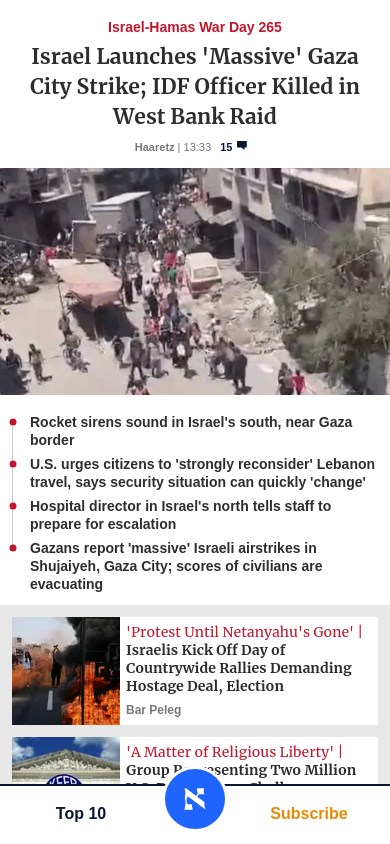 Israel-Hamas War Day 265
Israel Launches 'Massive' Gaza
City Strike; IDF Officer Killed in
West Bank Raid
Haaretz | 13:33 15
Rocket sirens sound in Israel's south, near Gaza
border
U.S. urges citizens to 'strongly reconsider' Lebanon
travel, says security situation can quickly 'change'
Hospital director in Israel's north tells staff to
prepare for escalation
Gazans report 'massive' Israeli airstrikes in
Shujaiyeh, Gaza City; scores of civilians are
evacuating
'Protest Until Netanyahu's Gone' |
Israelis Kick Off Day of
Countrywide Rallies Demanding
Hostage Deal, Election
Bar Peleg
'A Matter of Religious Liberty' |
Group Representing Two Million
KEEP
Top 10
Subscribe